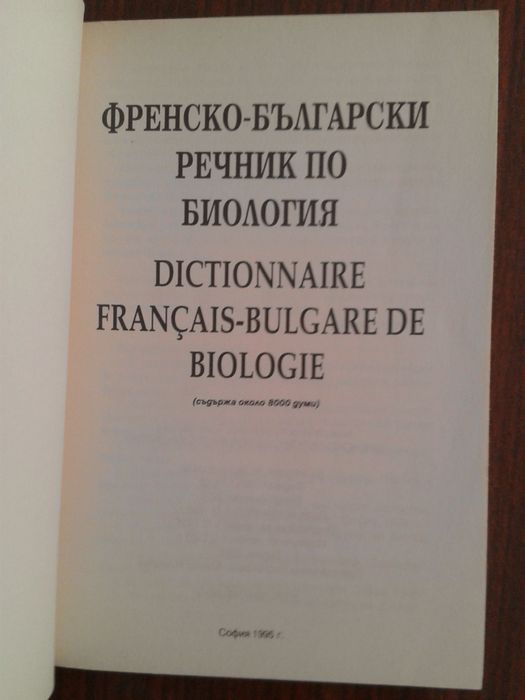 ФРЕНСКО-БЪЛГАРСКИ
РЕЧНИК ПО
БИОЛОГИЯ
DICTIONNAIRE
FRANÇAIS-BULGARE DE
BIOLOGIE
(съдържа около 8000 думи)
София 1995 г.